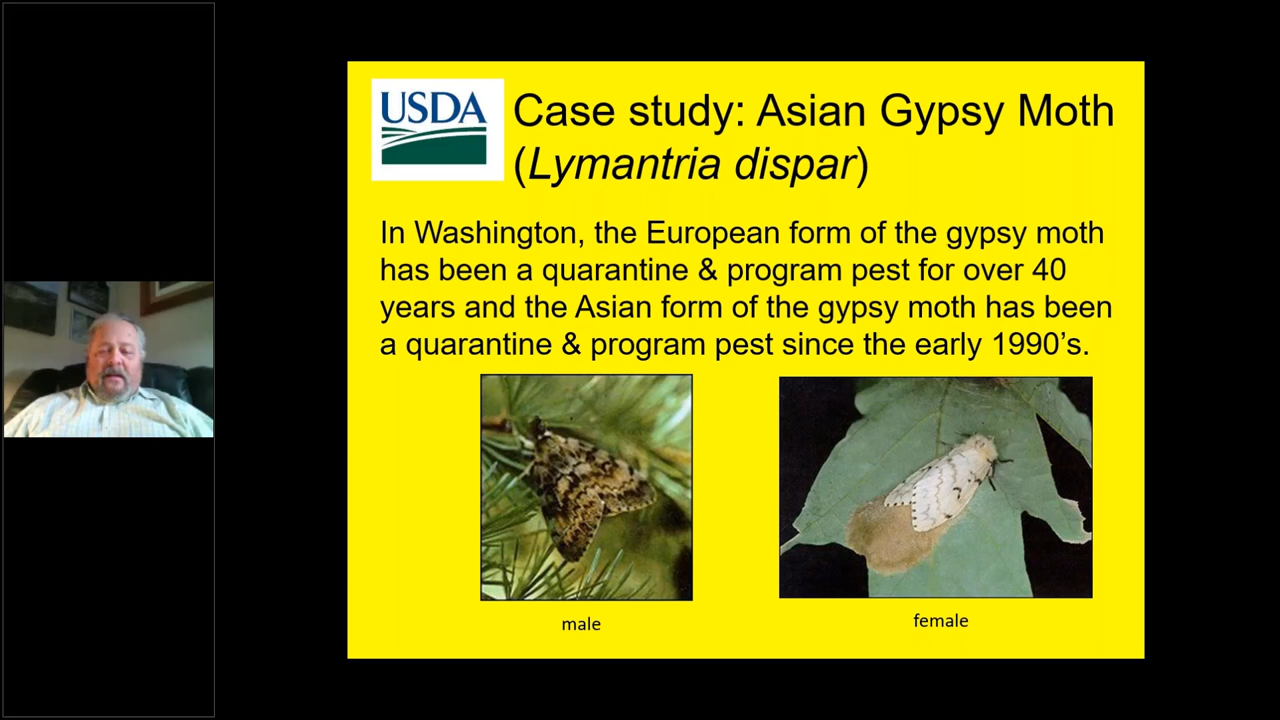 USDA
Case study: Asian Gypsy Moth
(Lymantria dispar)
In Washington, the European form of the gypsy moth
has been a quarantine & program pest for over 40
years and the Asian form of the gypsy moth has been
a quarantine & program pest since the early 1990's.
male
female